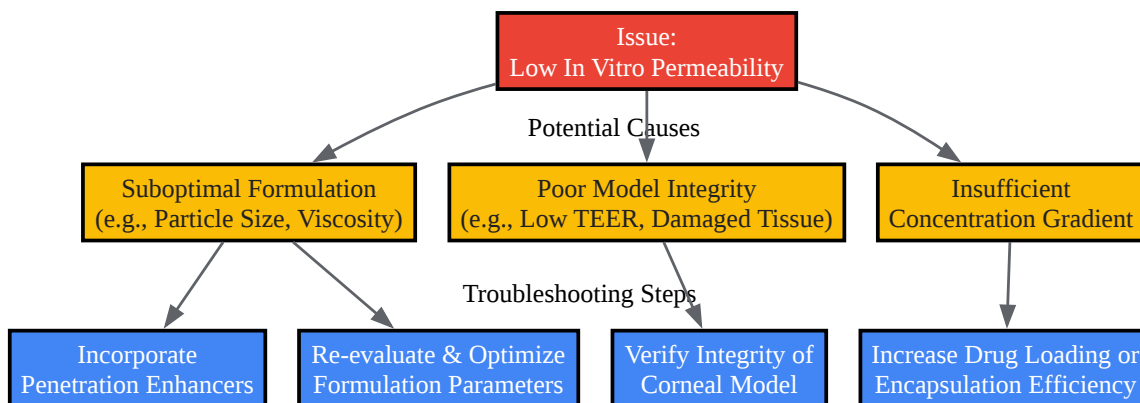 Issue:
Low In Vitro Permeability
Potential Causes
Suboptimal Formulation
(e.g., Particle Size, Viscosity)
Poor Model Integrity
(e.g., Low TEER, Damaged Tissue)
Insufficient
Concentration Gradient
Troubleshooting Steps
Incorporate
Penetration Enhancers
Re-evaluate & Optimize
Formulation Parameters
Verify Integrity of
Corneal Model
Increase Drug Loading or
Encapsulation Efficiency